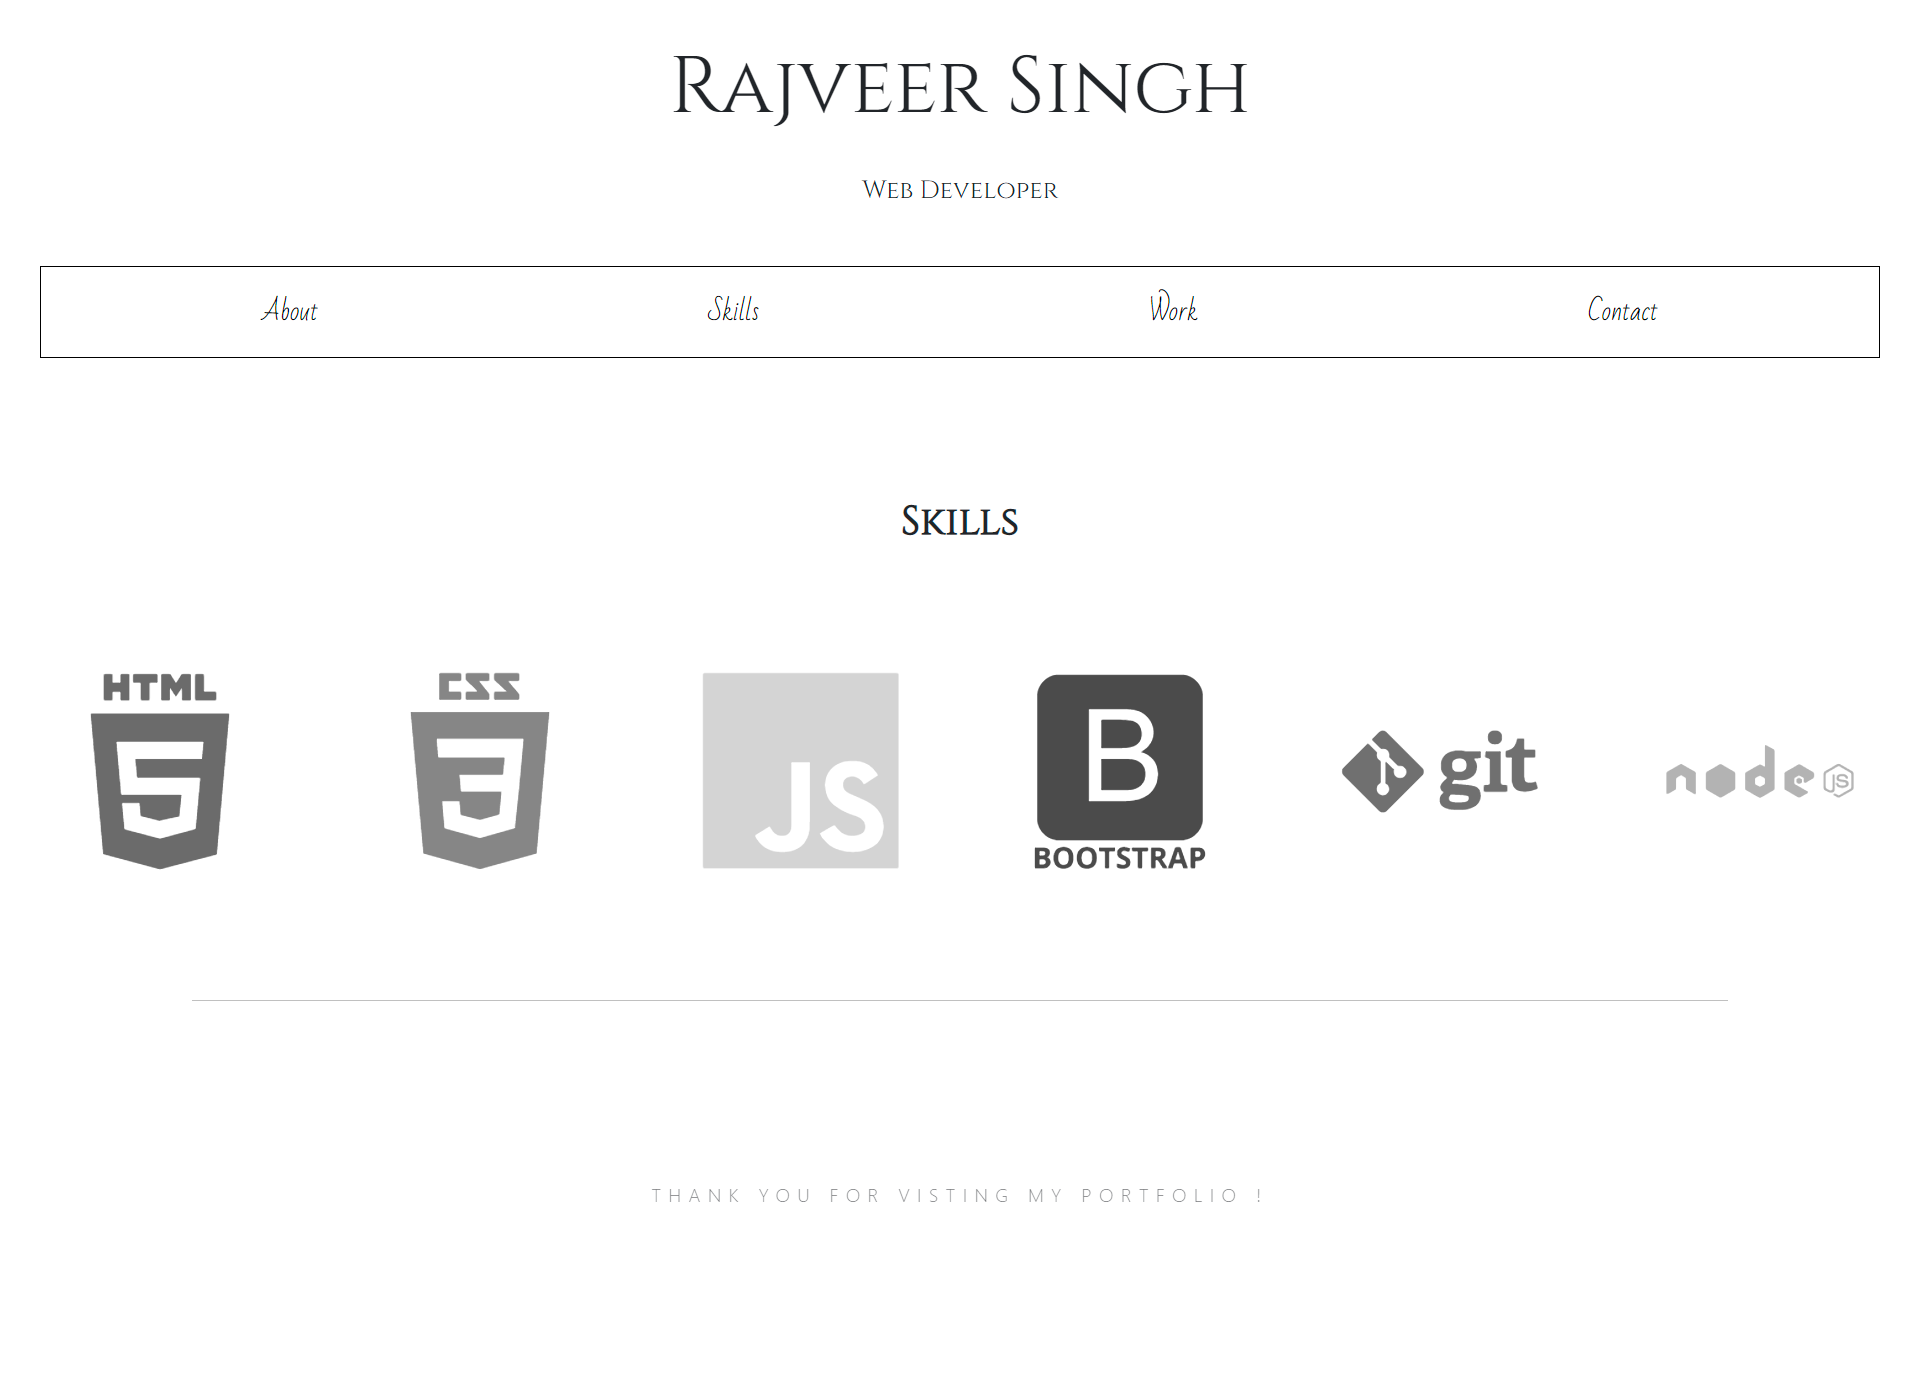 Rajveer Singh
Web Developer
About Skills Work Contact
Skills
HTML CSS
5 3 JS B git node JS
BOOTSTRAP
THANK YOU FOR VISTING MY PORTFOLIO !